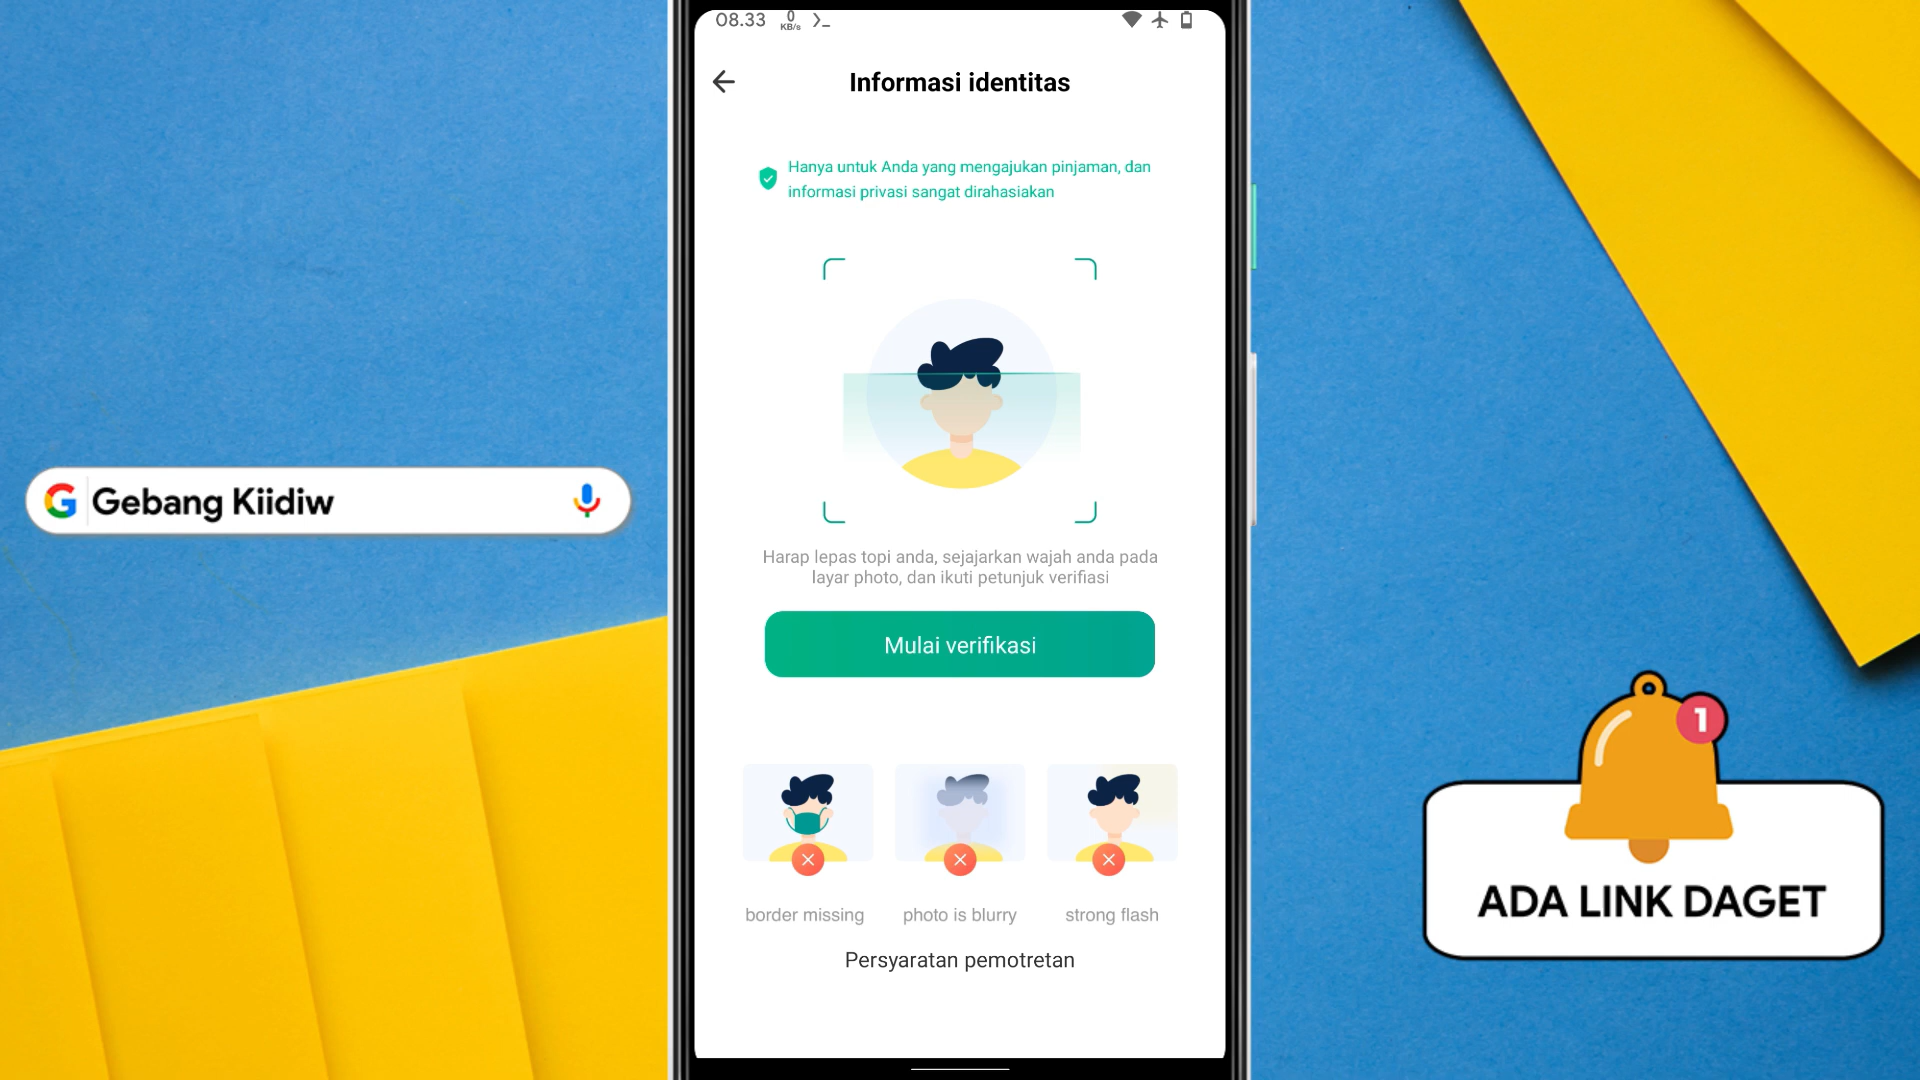 08.33
0
KB/s
Informasi identitas
Hanya untuk Anda yang mengajukan pinjaman, dan
informasi privasi sangat dirahasiakan
Harap lepas topi anda, sejajarkan wajah anda pada
layar photo, dan ikuti petunjuk verifiasi
Mulai verifikasi
border missing
photo is blurry
strong flash
Persyaratan pemotretan
G Gebang Kiidiw
1
ADA LINK DAGET